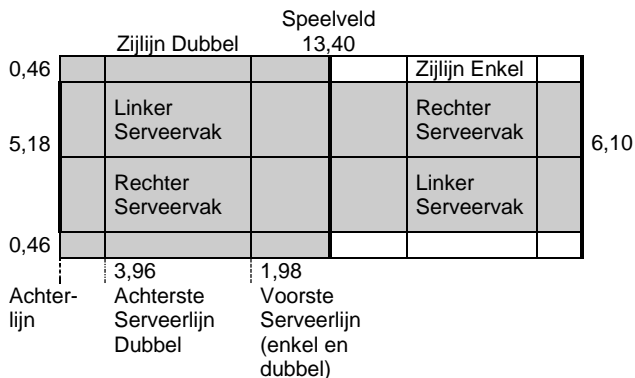 Speelveld
Zijlijn Dubbel 13,40
0,46 Zijlijn Enkel
Linker Serveervak
Rechter Serveervak
5,18 6,10
Rechter Serveervak
Linker Serveervak
0,46
3,96 1,98
Achter-
lijn
Achterste
Serveerlijn
Dubbel
Voorste
Serveerlijn
(enkel en
dubbel)